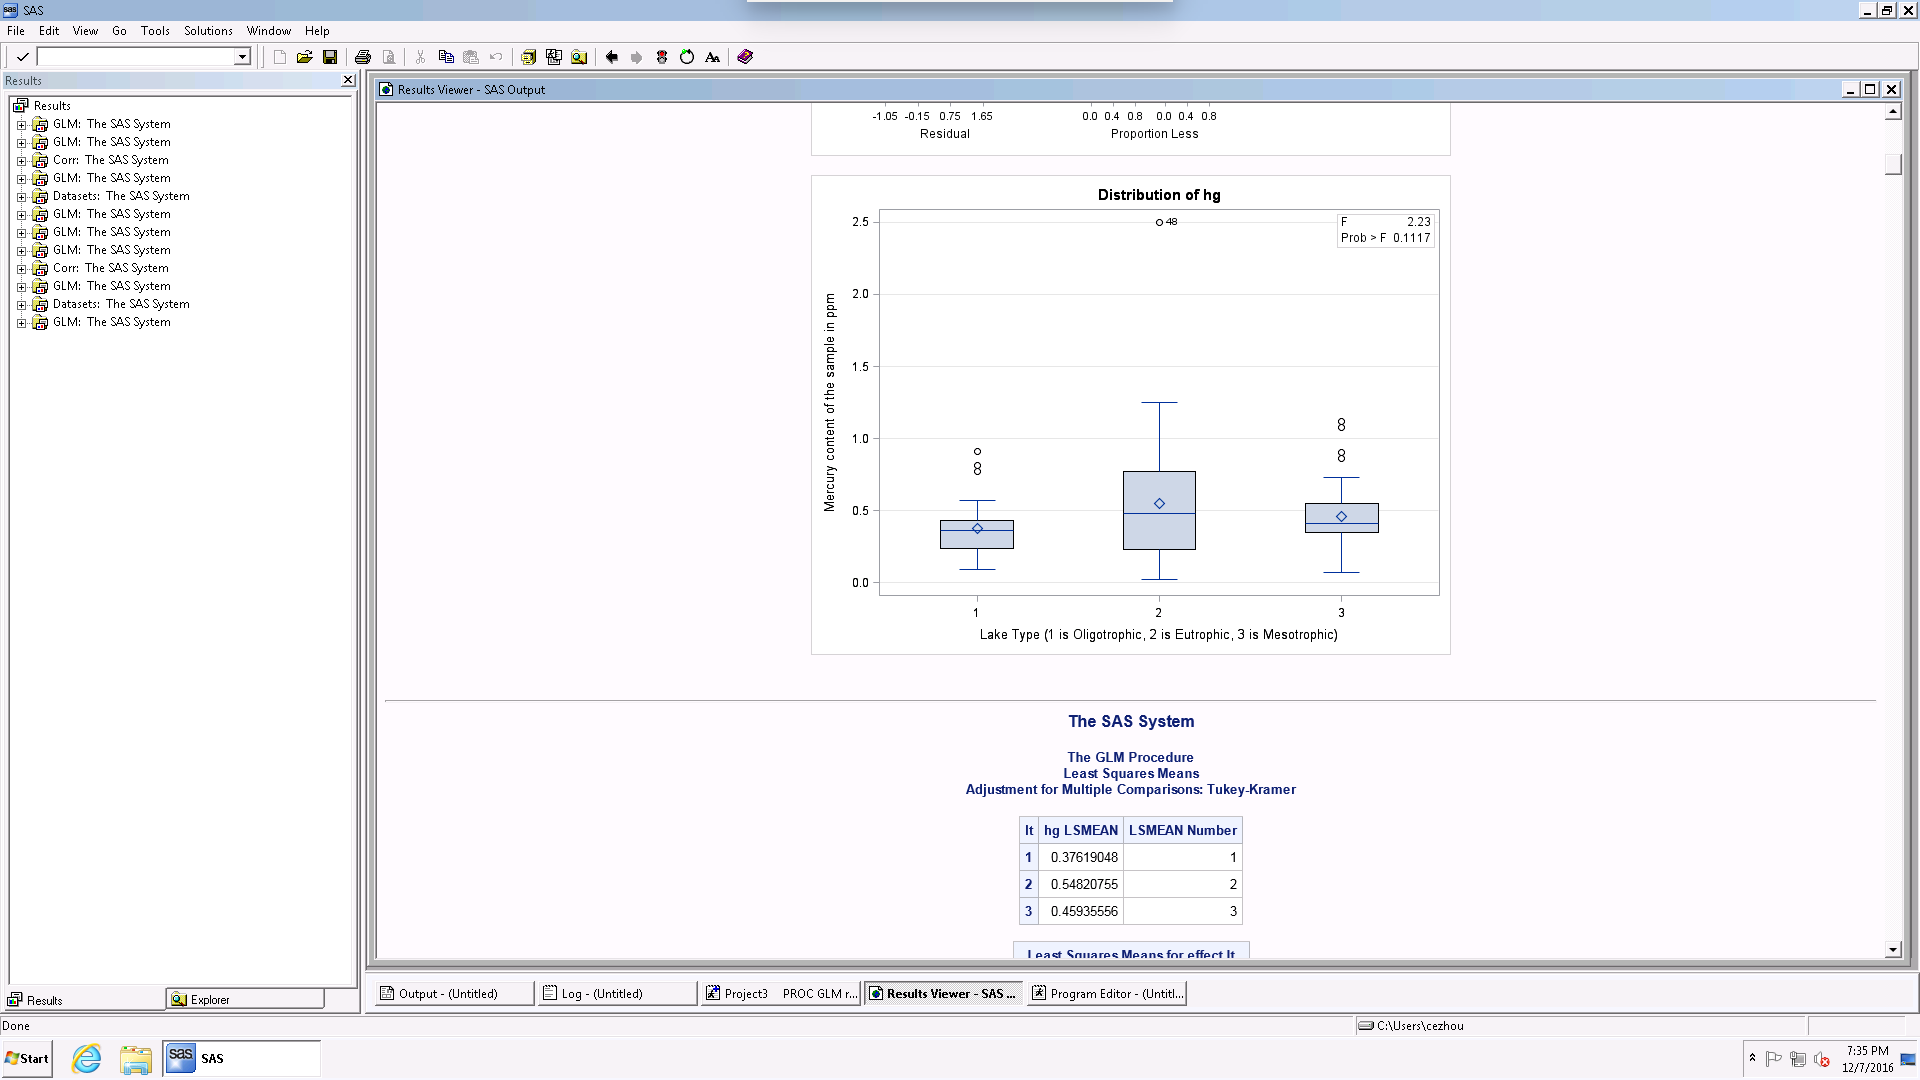 SAS
File Edit View Go Tools Solutions Window Help
Results
Results
GLM: The SAS System
GLM: The SAS System
Corr: The SAS System
GLM: The SAS System
Datasets: The SAS System
GLM: The SAS System
GLM: The SAS System
GLM: The SAS System
Corr: The SAS System
GLM: The SAS System
Datasets: The SAS System
GLM: The SAS System
Results Viewer - SAS Output
-1.05 -0.15 0.75 1.65 0.0 0.4 0.8 0.0 0.4 0.8
Residual Proportion Less
Distribution of hg
F 2.23
Prob > F 0.1117
48
2.5
2.0
1.5
1.0
0.5
0.0
Mercury content of the sample in ppm
1 2 3
Lake Type (1 is Oligotrophic, 2 is Eutrophic, 3 is Mesotrophic)
The SAS System
The GLM Procedure
Least Squares Means
Adjustment for Multiple Comparisons: Tukey-Kramer
lt hg LSMEAN LSMEAN Number
1 0.37619048 1
2 0.54820755 2
3 0.45935556 3
Least Squares Means for effect lt
Results Explorer
Output - (Untitled) Log - (Untitled) Project3 PROC GLM r... Results Viewer - SAS ... Program Editor - (Untitl...
Done C:\Users\cezhou
Start sas SAS
7:35 PM
12/7/2016